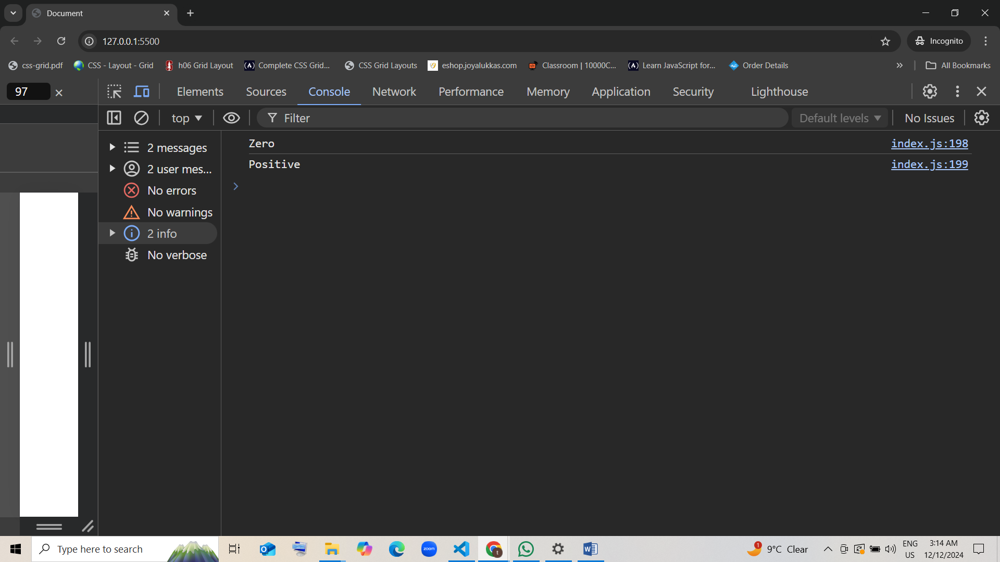 Document
127.0.0.1:5500
Incognito
css-grid.pdf
CSS - Layout - Grid
h06 Grid Layout
Complete CSS Grid...
CSS Grid Layouts
eshop.joyalukkas.com
Classroom | 10000C...
Learn JavaScript for...
Order Details
All Bookmarks
97
Elements
Sources
Console
Network
Performance
Memory
Application
Security
Lighthouse
top
Filter
Default levels
No Issues
2 messages
2 user mes...
No errors
No warnings
2 info
No verbose
Zero
index.js:198
Positive
index.js:199
Type here to search
zoom
1
9°C Clear
ENG
US
3:14 AM
12/12/2024